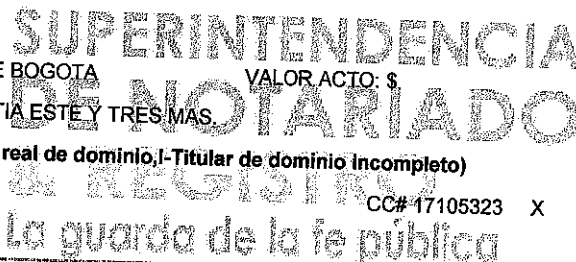 SUPERINTENDENCIA
E BOGOTA VALOR ACTO: $
DE NOTARIADO
TIA ESTE Y TRES MAS.
real de dominio,I-Titular de dominio incompleto)
& REGISTRO
CC# 17105323 X
La guarda de la fe pública